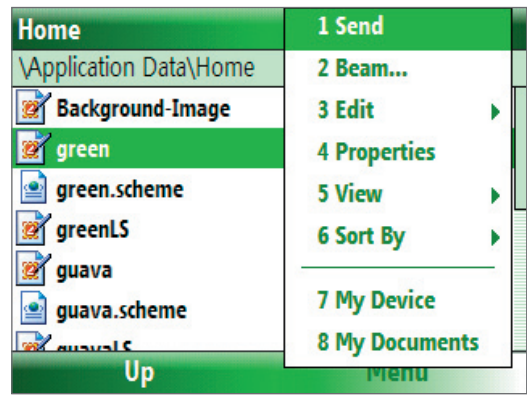 Home
\Application Data\Home
Background-Image
green
green.scheme
greenLS
guava
guava.scheme
guavaLS
Up
Menu
1 Send
2 Beam...
3 Edit
4 Properties
5 View
6 Sort By
7 My Device
8 My Documents